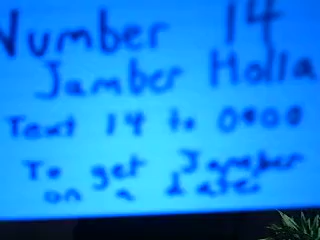 Number 14
Jamber Holla
Text 14 to 0900
To get Jamber
on a date